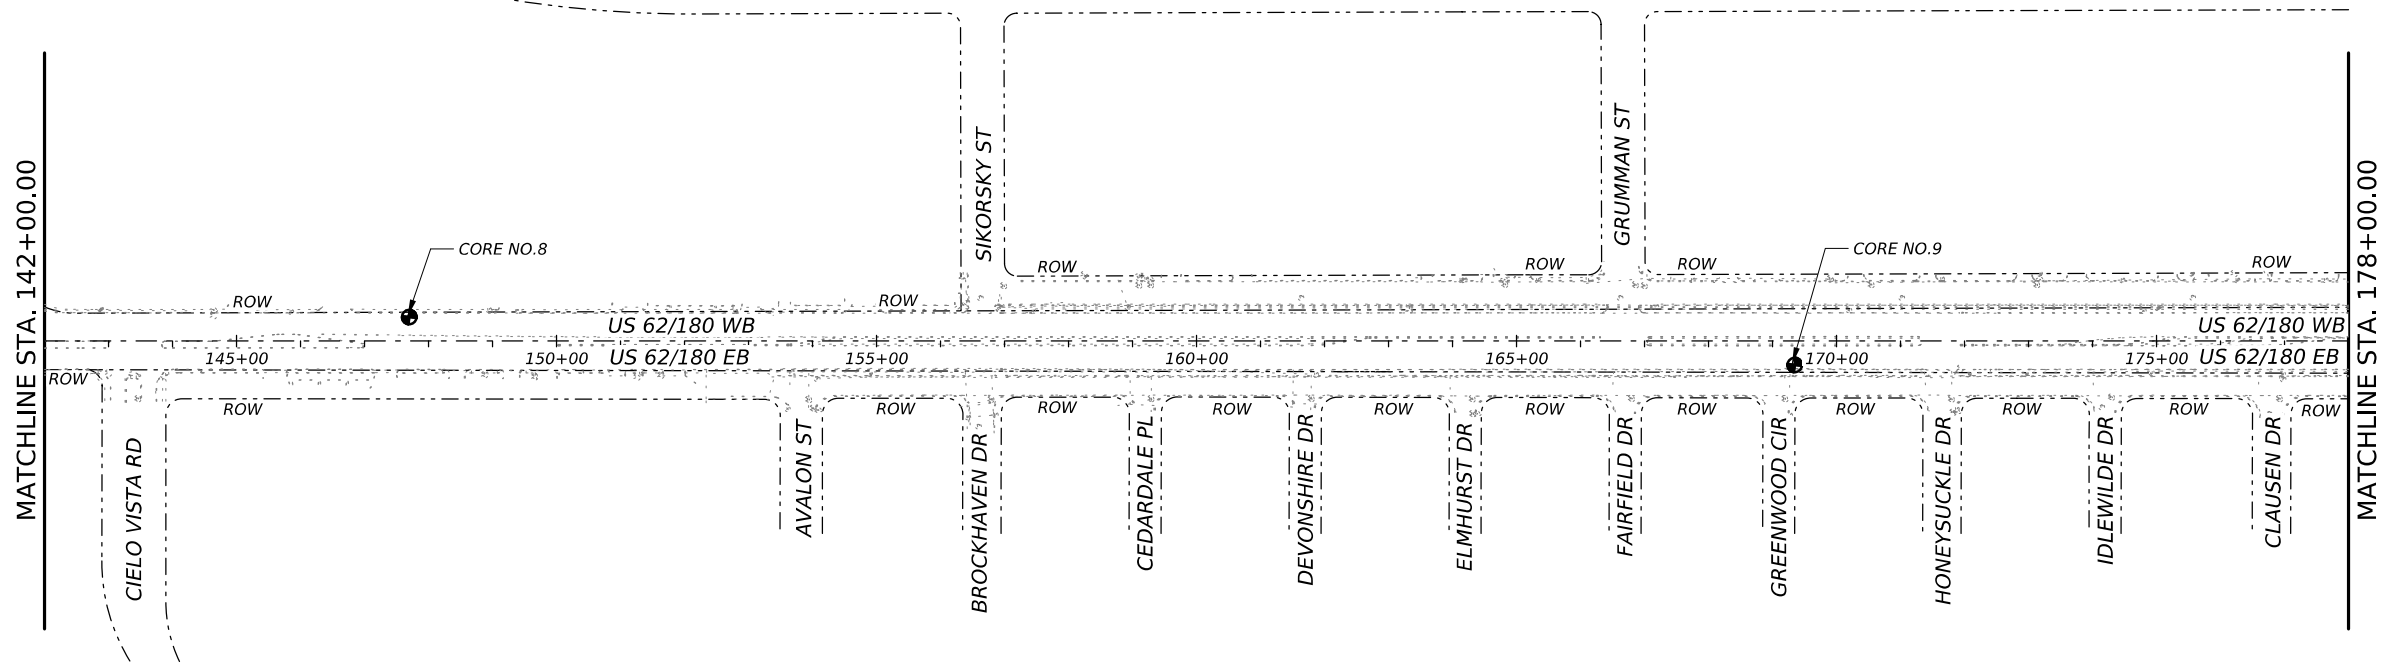 MATCHLINE STA. 142+00.00
SIKORSKY ST
GRUMMAN ST
MATCHLINE STA. 178+00.00
CORE NO.8
CORE NO.9
ROW
ROW
ROW
ROW
ROW
ROW
US 62/180 WB
US 62/180 WB
145+00
150+00
US 62/180 EB
155+00
160+00
165+00
170+00
175+00
US 62/180 EB
ROW
ROW
ROW
ROW
ROW
ROW
ROW
ROW
ROW
ROW
ROW
ROW
CIELO VISTA RD
AVALON ST
BROCKHAVEN DR
CEDARDALE PL
DEVONSHIRE DR
ELMHURST DR
FAIRFIELD DR
GREENWOOD CIR
HONEYSUCKLE DR
IDLEWILDE DR
CLAUSEN DR